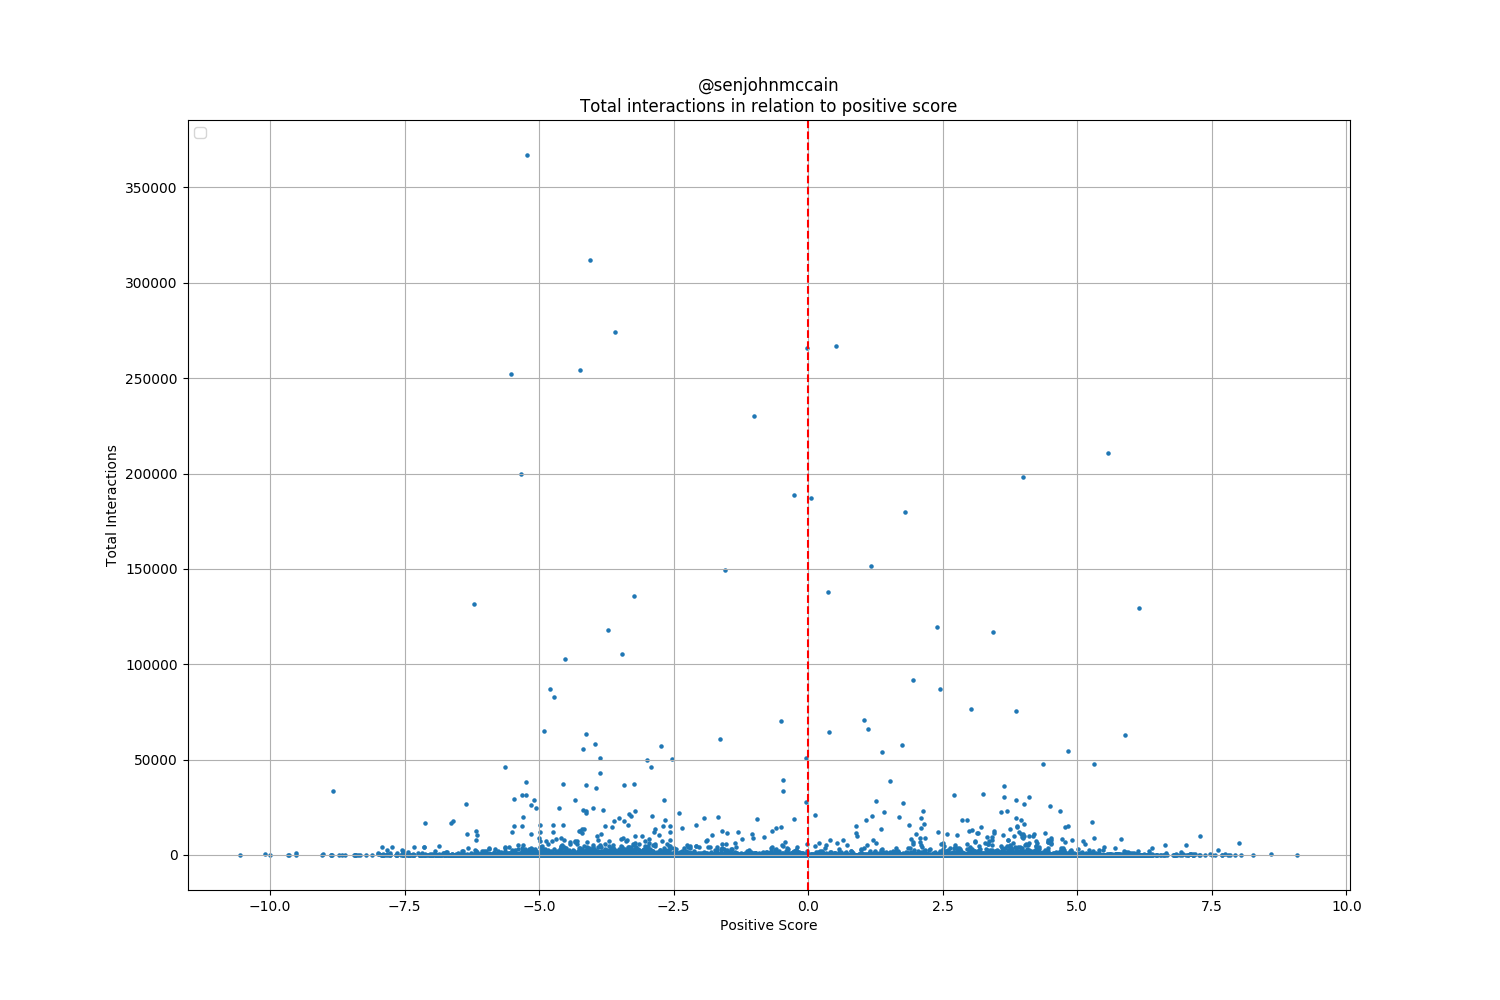 @senjohnmccain
Total interactions in relation to positive score
350000
300000
250000
200000
150000
100000
50000
0
Total Interactions
−10.0 −7.5 −5.0 −2.5 0.0 2.5 5.0 7.5 10.0
Positive Score